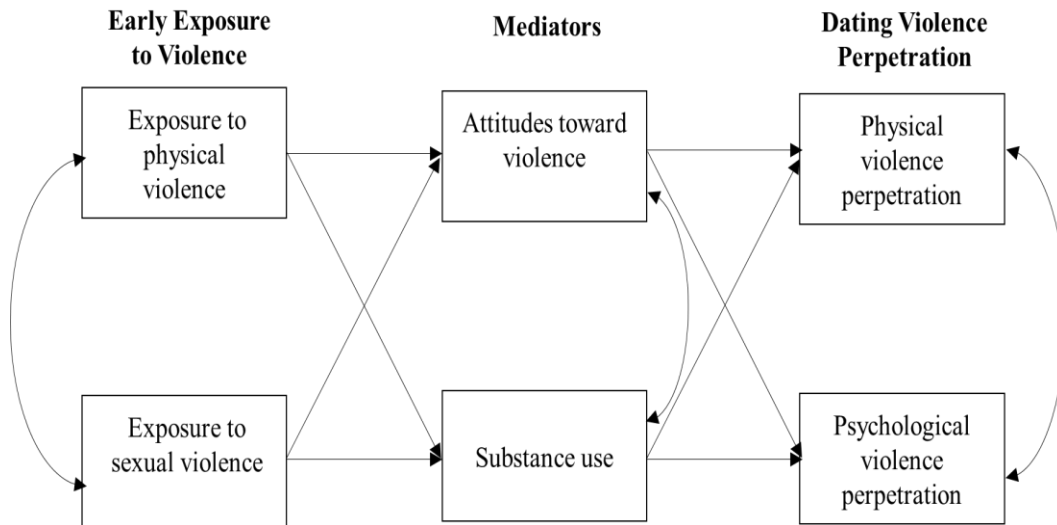 Early Exposure
to Violence
Mediators
Dating Violence
Perpetration
Exposure to
physical
violence
Attitudes toward
violence
Physical
violence
perpetration
Exposure to
sexual violence
Substance use
Psychological
violence
perpetration